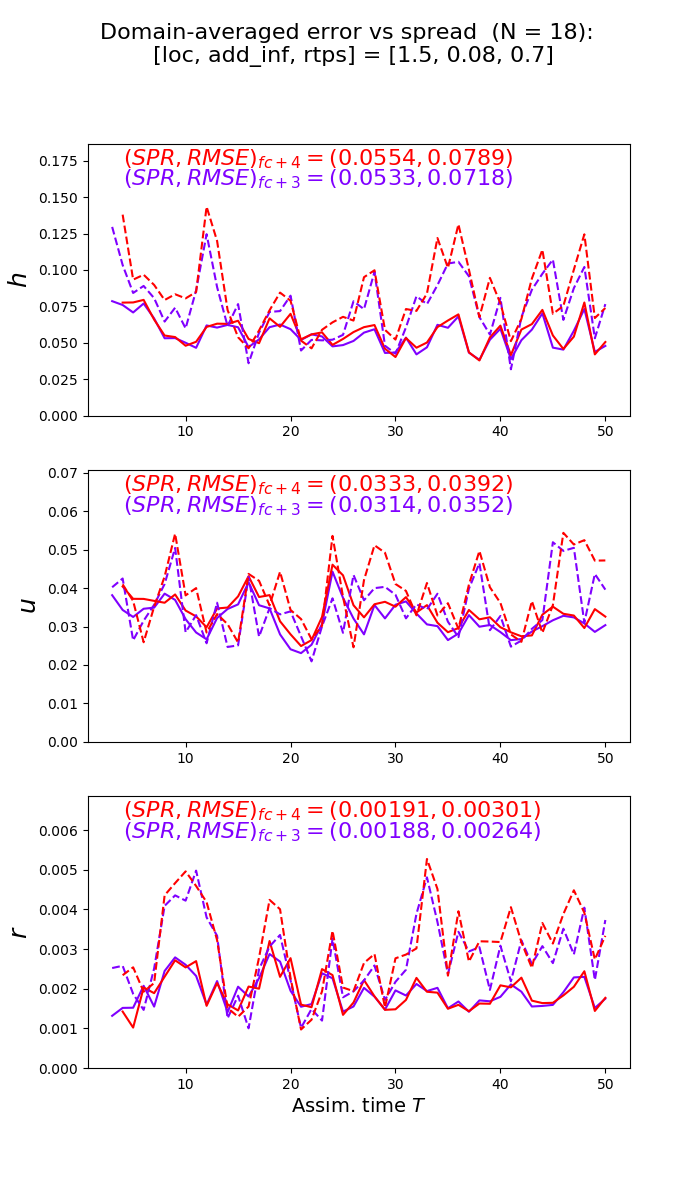 Domain-averaged error vs spread (N = 18):
[loc, add_inf, rtps] = [1.5, 0.08, 0.7]
(SPR, RMSE)fc+4 = (0.0554, 0.0789)
(SPR, RMSE)fc+3 = (0.0533, 0.0718)
0.175
0.150
0.125
0.100
0.075
0.050
0.025
0.000
h
10 20 30 40 50
(SPR, RMSE)fc+4 = (0.0333, 0.0392)
(SPR, RMSE)fc+3 = (0.0314, 0.0352)
0.07
0.06
0.05
0.04
0.03
0.02
0.01
0.00
u
10 20 30 40 50
(SPR, RMSE)fc+4 = (0.00191, 0.00301)
(SPR, RMSE)fc+3 = (0.00188, 0.00264)
0.006
0.005
0.004
0.003
0.002
0.001
0.000
r
10 20 30 40 50
Assim. time T